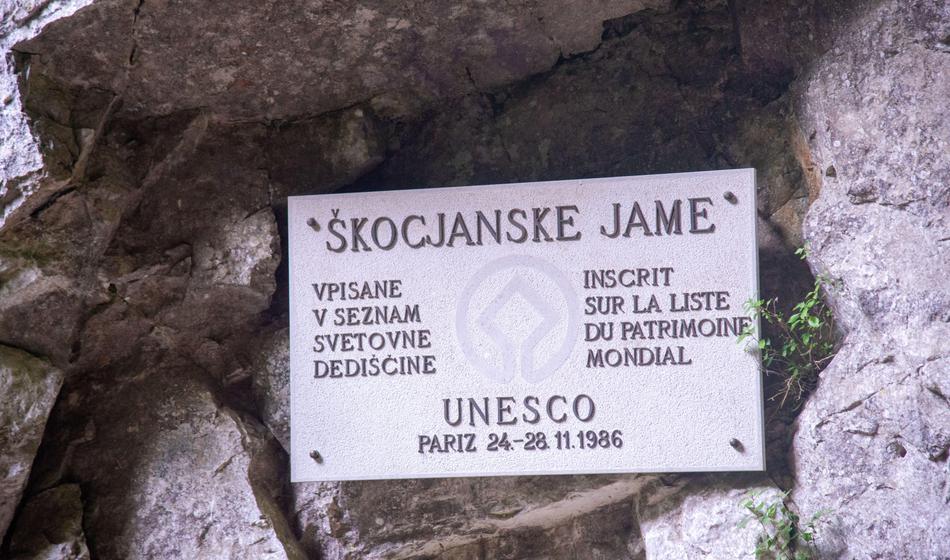 ŠKOCJANSKE JAME
VPISANE
V SEZNAM
SVETOVNE
DEDIŠČINE
INSCRIT
SUR LA LISTE
DU PATRIMOINE
MONDIAL
UNESCO
PARIZ 24.-28.11.1986